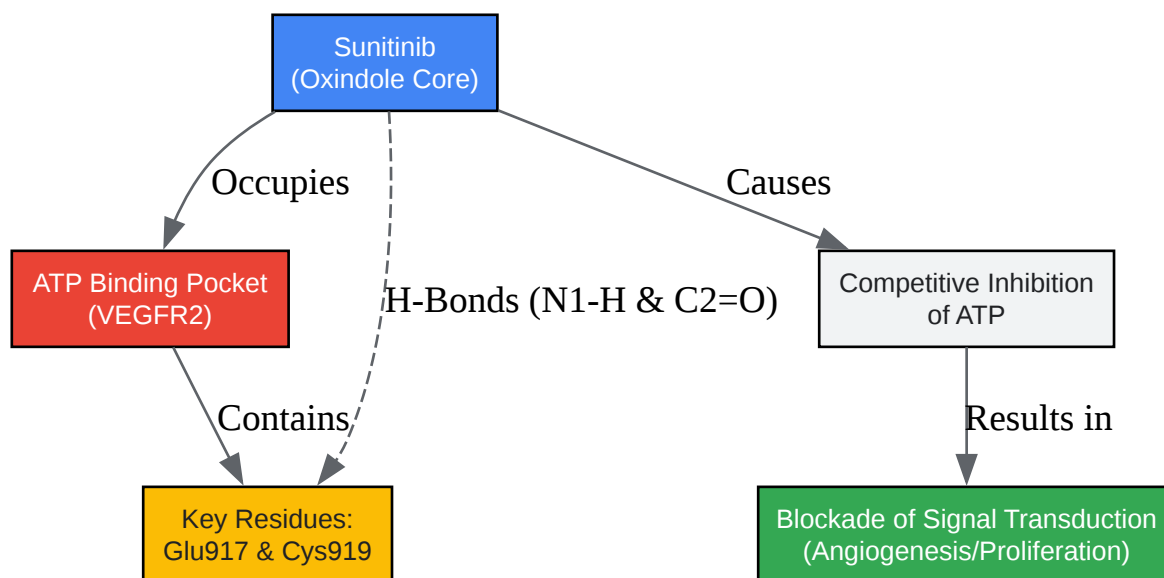 Sunitinib
(Oxindole Core)
Occupies
Causes
ATP Binding Pocket
(VEGFR2)
H-Bonds (N1-H & C2=O)
Competitive Inhibition
of ATP
Contains
Results in
Key Residues:
Glu917 & Cys919
Blockade of Signal Transduction
(Angiogenesis/Proliferation)